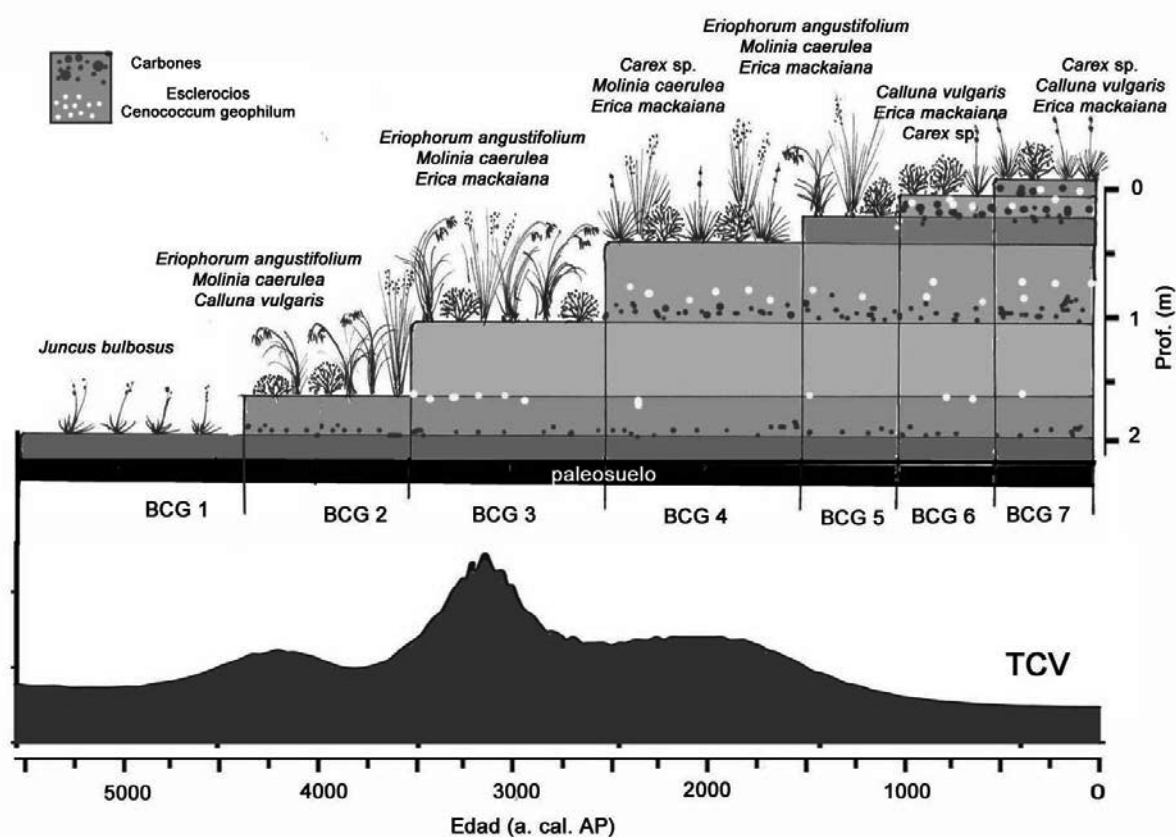 Carbones
Esclerocios
Cenococcum geophilum
Juncus bulbosus
Eriophorum angustifolium
Molinia caerulea
Calluna vulgaris
Eriophorum angustifolium
Molinia caerulea
Erica mackaiana
Carex sp.
Molinia caerulea
Erica mackaiana
Eriophorum angustifolium
Molinia caerulea
Erica mackaiana
Calluna vulgaris
Erica mackaiana
Carex sp.
Carex sp.
Calluna vulgaris
Erica mackaiana
0
1
2
Prof. (m)
paleosuelo
BCG 1
BCG 2
BCG 3
BCG 4
BCG 5
BCG 6
BCG 7
TCV
5000
4000
3000
2000
1000
0
Edad (a. cal. AP)